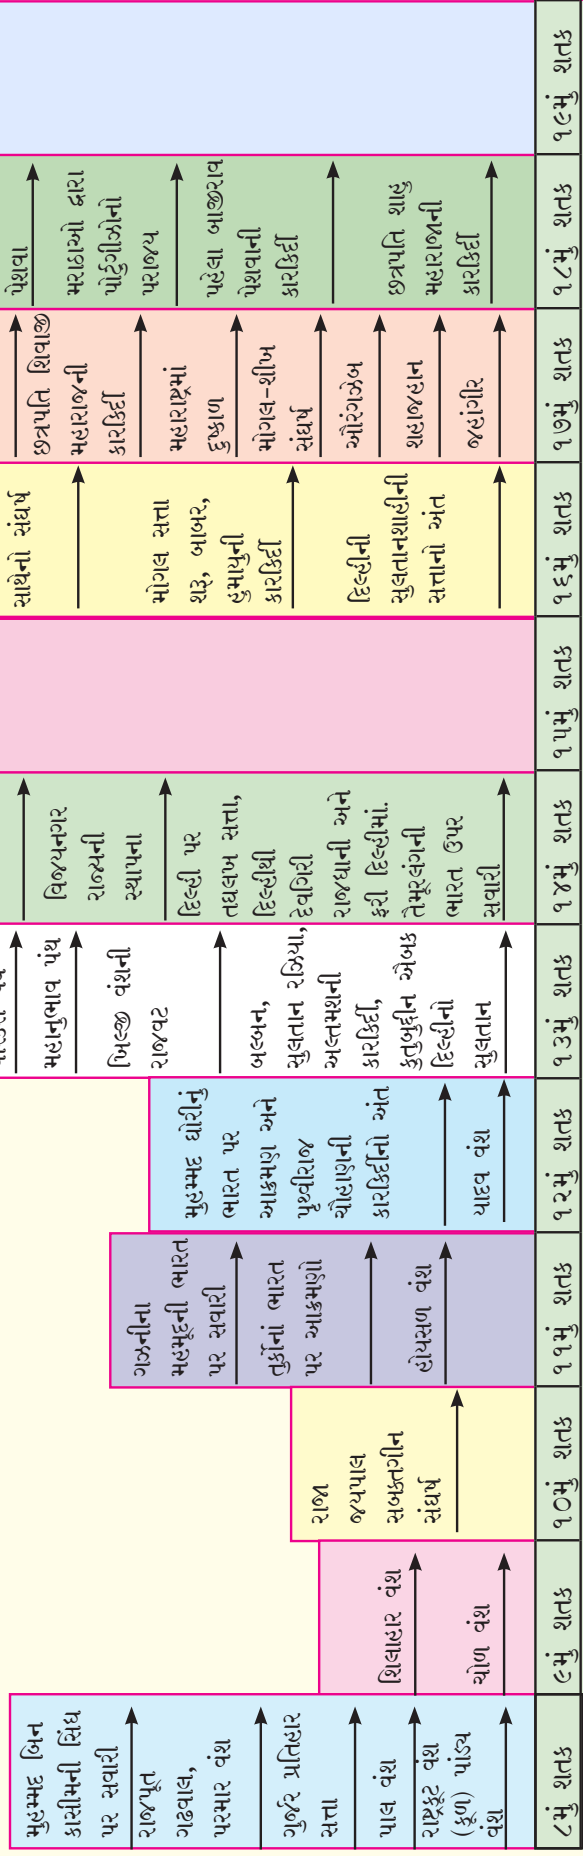 મુહમ્મદ બિન
કાસીમની સિંધ
પર સવારી
રાજપૂત
ગઢવાલ,
પરમાર વંશ
ગુર્જર પ્રતિહાર
સત્તા
પાલ વંશ
રાષ્ટ્રકૂટ વંશ
(કૂળ) પાંડ્ય
વંશ
૮મું શતક
શિલાહાર વંશ
ચોળ વંશ
૯મું શતક
રાજા
જયપાલ
સબક્તગીન
સંઘર્ષ
૧૦મું શતક
ગઝનીના
મહમૂદની ભારત
પર સવારી
તુર્કોનાં ભારત
પર આક્રમણો
હોયસળ વંશ
૧૧મું શતક
મુહમ્મદ ઘોરીનું
ભારત પર
આક્રમણ અને
પૃથ્વીરાજ
ચૌહાણની
કારકિર્દીનો અંત
યાદવ વંશ
૧૨મું શતક
મહાનુભાવ પંથ
ખિલ્જી વંશની
રાજવટ
બલ્બન,
સુલતાન રઝિયા,
અલ્તમશની
કારકિર્દી,
કુતુબુદ્દીન ઐબક
દિલ્હીનો
સુલતાન
૧૩મું શતક
વિજયનગર
રાજ્યની
સ્થાપના
દિલ્હી પર
તઘલખ સત્તા,
દિલ્હીથી
દેવગિરી
રાજધાની અને
ફરી દિલ્હીમાં.
તૈમૂરલંગની
ભારત ઉપર
સવારી
૧૪મું શતક
૧૫મું શતક
સાથેનો સંઘર્ષ
મોગલ સત્તા
શરૂ, બાબર,
હુમાયુની
કારકિર્દી
દિલ્હીની
સુલતાનશાહીની
સત્તાનો અંત
૧૬મું શતક
છત્રપતિ શિવાજી
મહારાજની
કારકિર્દી
મહારાષ્ટ્રમાં
દુષ્કાળ
મોગલ-શીખ
સંઘર્ષ
ઔરંગઝેબ
શહાજહાન
જહાંગીર
૧૭મું શતક
પેશવા
મરાઠાઓ દ્વારા
પોર્ટુગીઝોનો
પરાજય
પહેલા બાજીરાવ
પેશવાની
કારકિર્દી
છત્રપતિ શાહુ
મહારાજની
કારકિર્દી
૧૮મું શતક
૧૯મું શતક